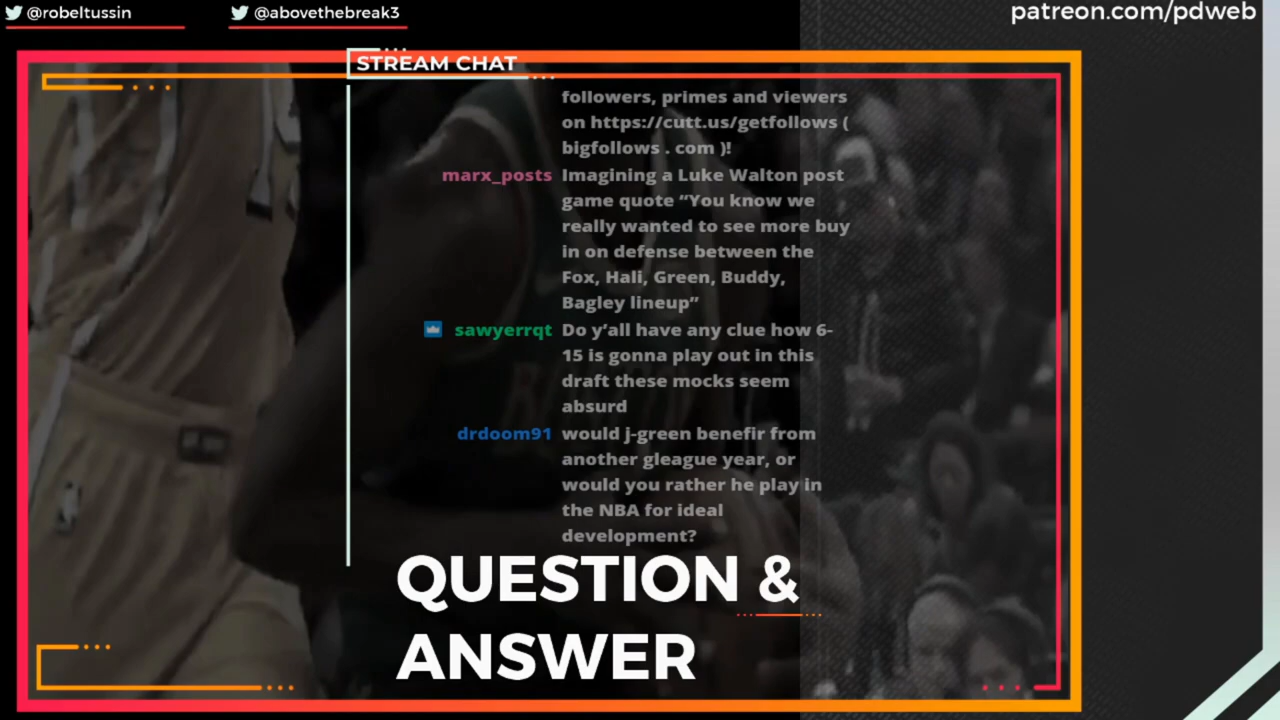 @robeltussin
@abovethebreak3
patreon.com/pdweb
STREAM CHAT
followers, primes and viewers
on https://cutt.us/getfollows (
bigfollows . com )!
marx_posts Imagining a Luke Walton post
game quote “You know we
really wanted to see more buy
in on defense between the
Fox, Hali, Green, Buddy,
Bagley lineup”
sawyerrqt Do y’all have any clue how 6-
15 is gonna play out in this
draft these mocks seem
absurd
drdoom91 would j-green benefir from
another gleague year, or
would you rather he play in
the NBA for ideal
development?
QUESTION &
ANSWER